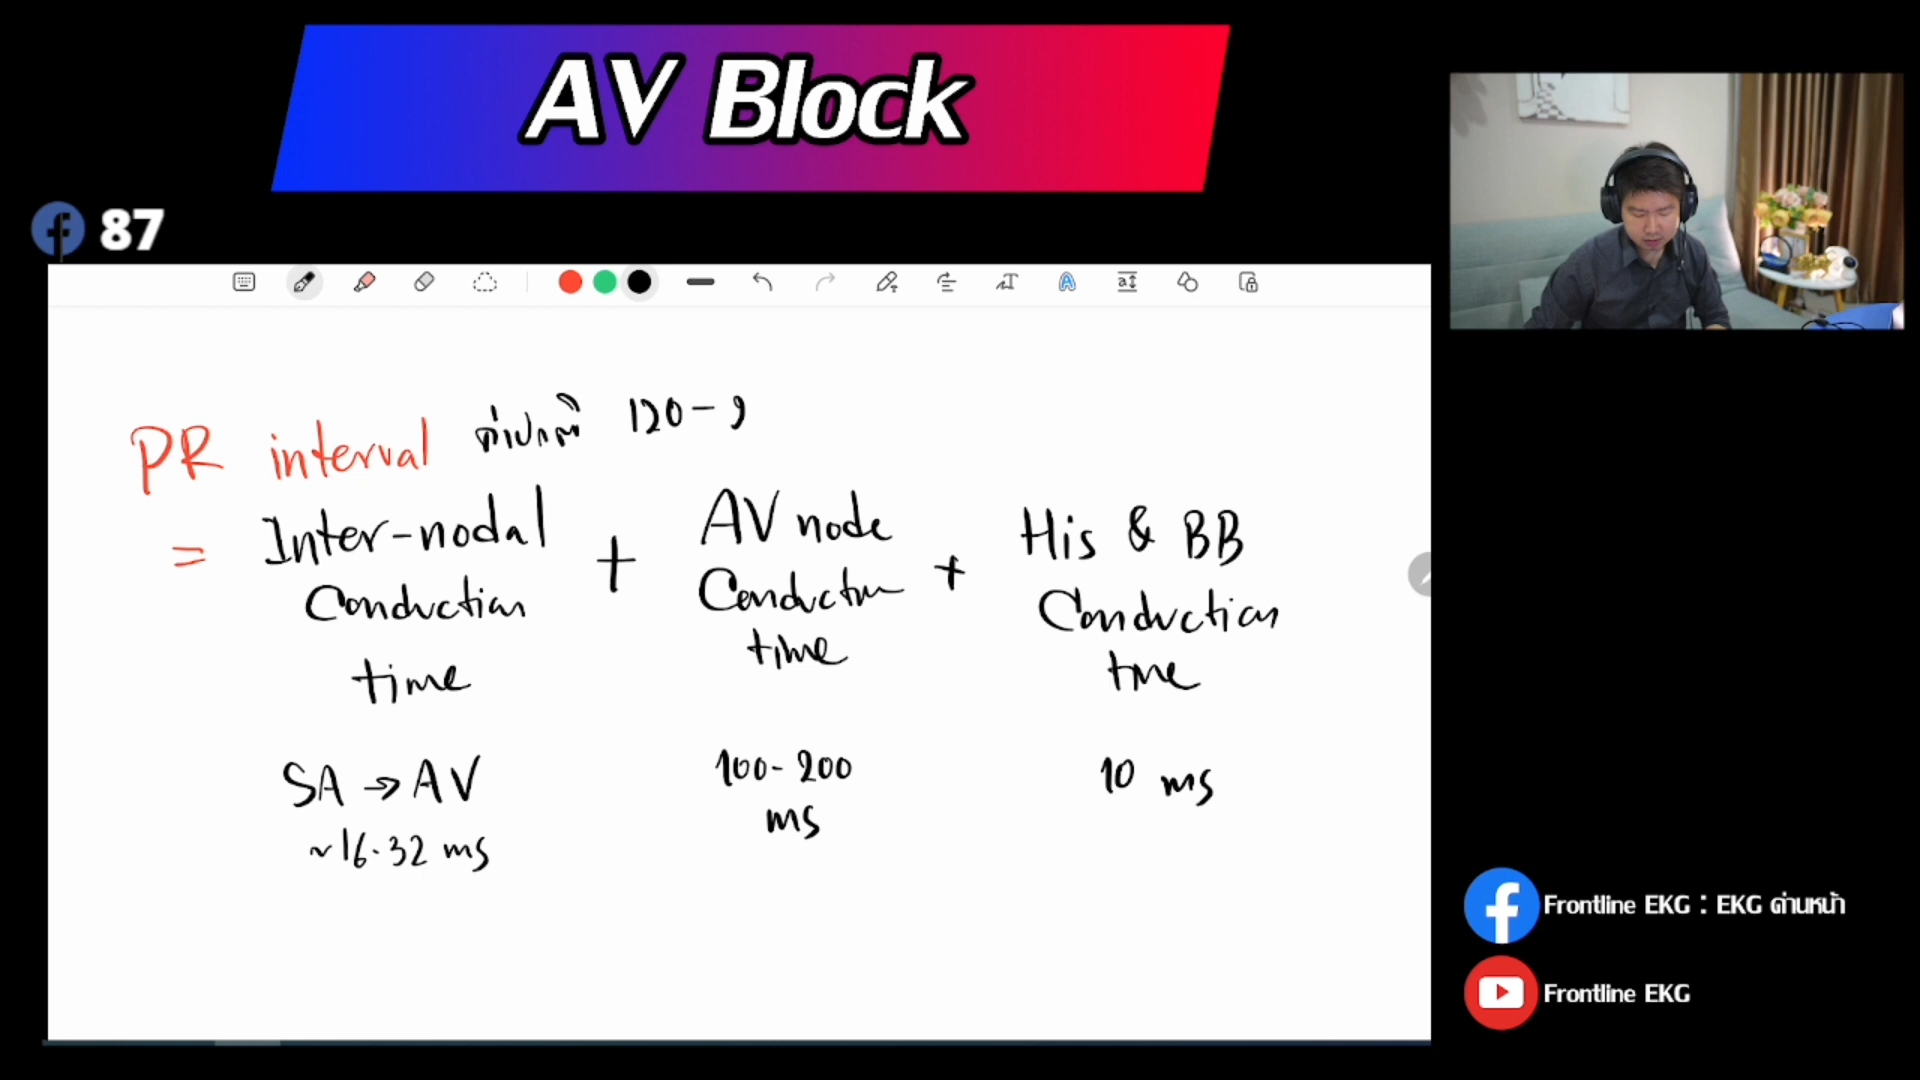 AV Block
87
PR interval ค่าปกติ 120-
= Inter-nodal Conduction time + AV node Conduction time + His & BB Conduction time
SA → AV
~16-32 ms
100-200 ms
10 ms
Frontline EKG : EKG ด่านหน้า
Frontline EKG